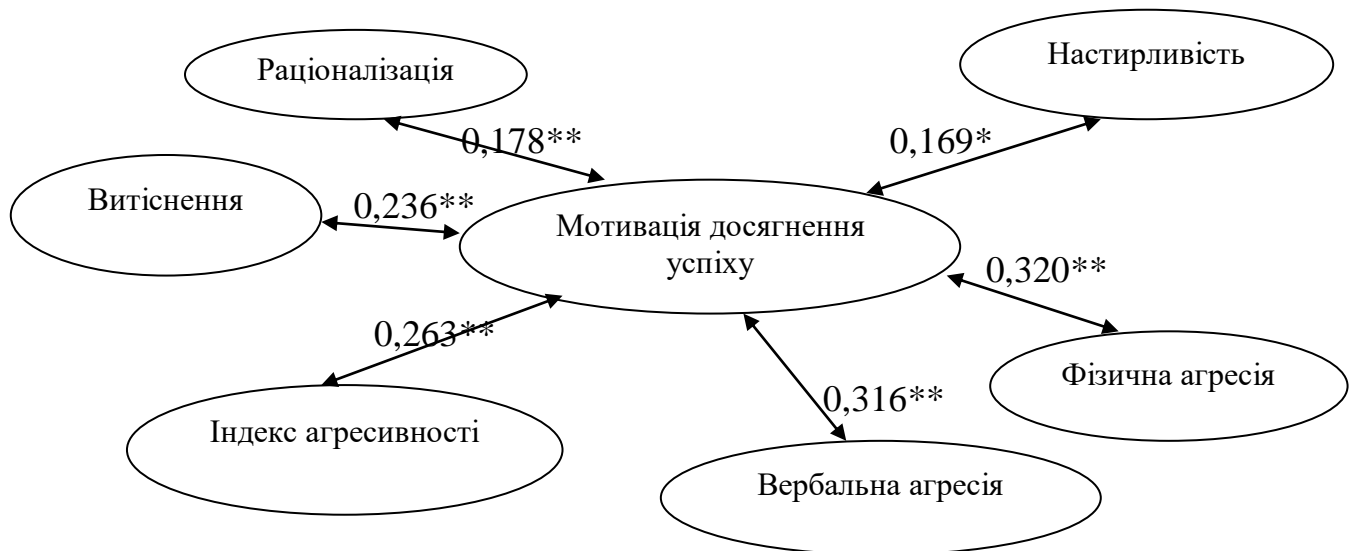 Раціоналізація
Настирливість
0,178**
0,169*
Витіснення
0,236**
Мотивація досягнення
успіху
0,320**
0,263**
Фізична агресія
0,316**
Індекс агресивності
Вербальна агресія